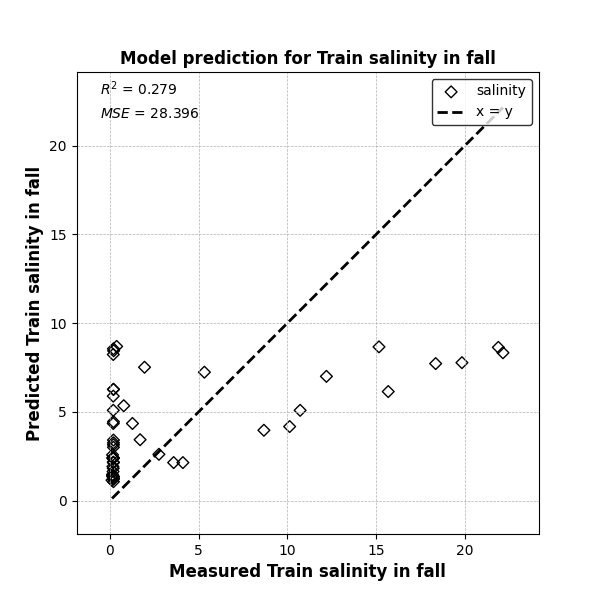 Model prediction for Train salinity in fall
R² = 0.279
MSE = 28.396
salinity
x = y
20
15
10
5
0
0 5 10 15 20
Predicted Train salinity in fall
Measured Train salinity in fall